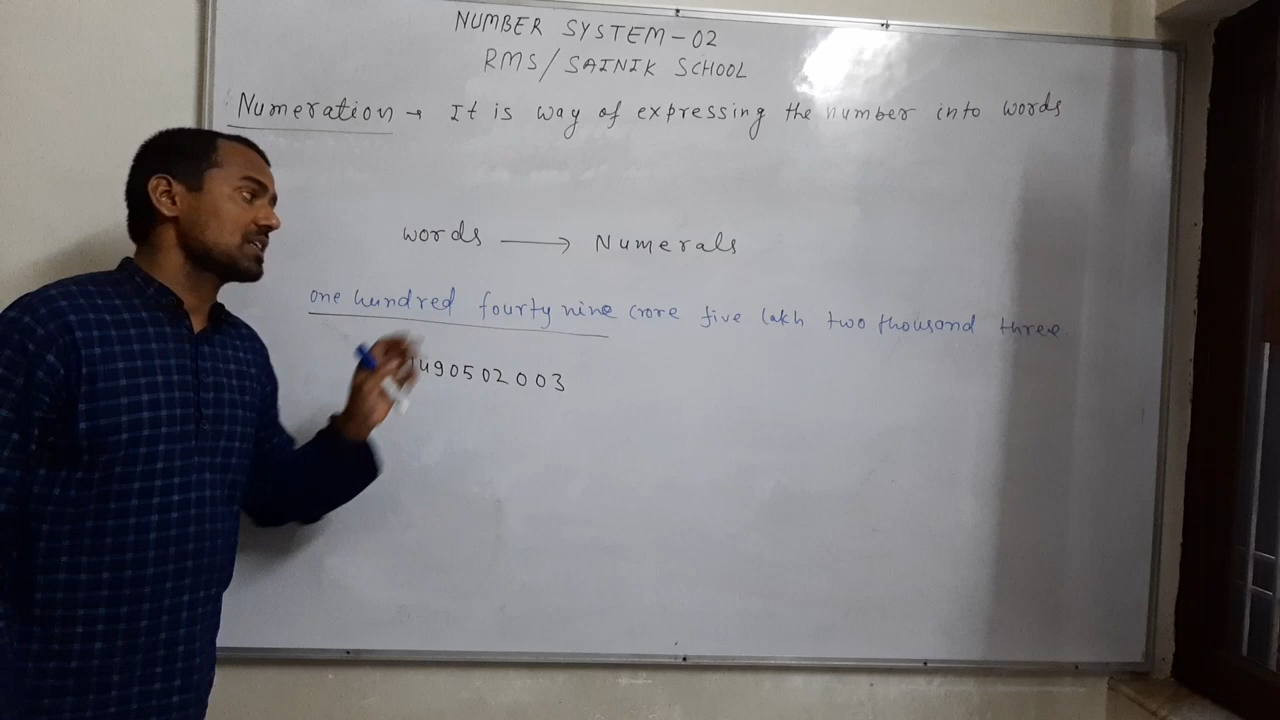 NUMBER SYSTEM-02
RMS/SAINIK SCHOOL
Numeration → It is way of expressing the number into words
words → Numerals
one hundred fourty nine crore five lakh two thousand three
1490502003